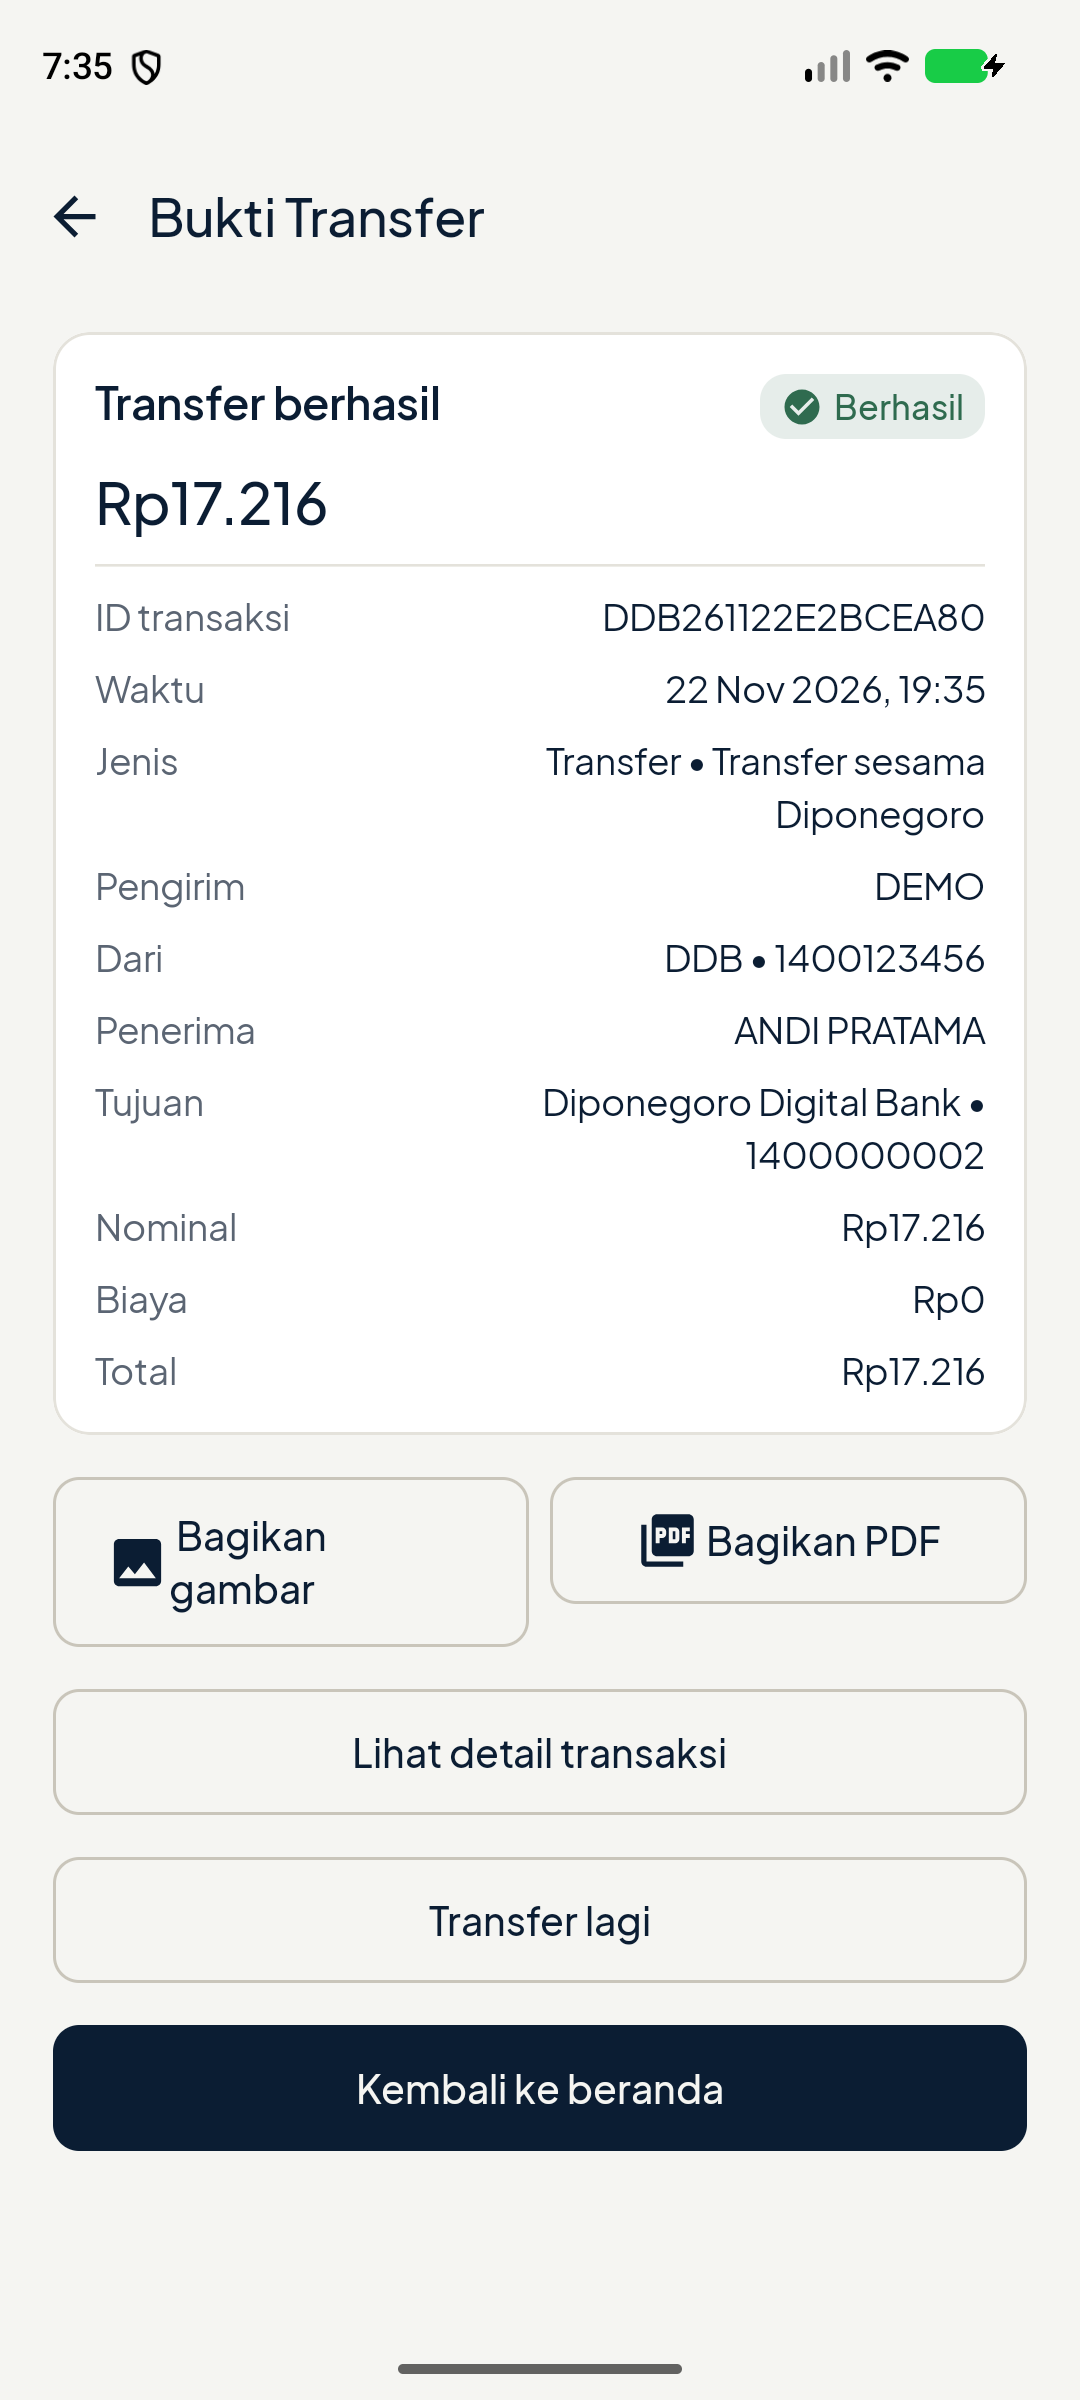 7:35
Bukti Transfer
Transfer berhasil
Berhasil
Rp17.216
ID transaksi DDB261122E2BCEA80
Waktu 22 Nov 2026, 19:35
Jenis Transfer • Transfer sesama
Diponegoro
Pengirim DEMO
Dari DDB • 1400123456
Penerima ANDI PRATAMA
Tujuan Diponegoro Digital Bank •
1400000002
Nominal Rp17.216
Biaya Rp0
Total Rp17.216
Bagikan
gambar
PDF Bagikan PDF
Lihat detail transaksi
Transfer lagi
Kembali ke beranda